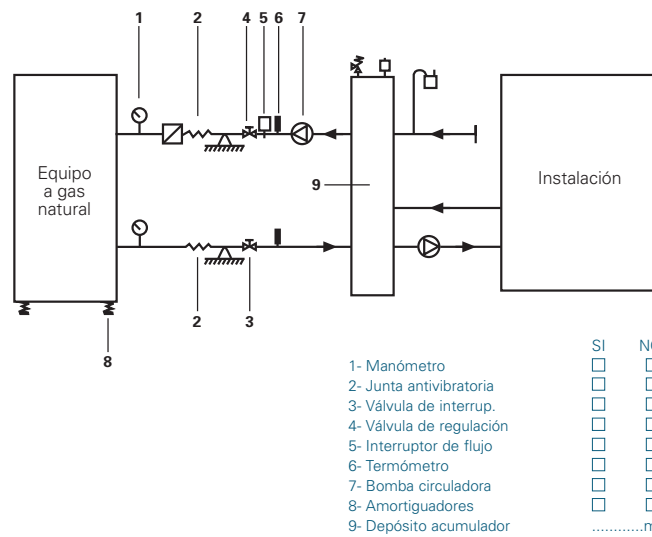 1 2 4 5 6 7
Equipo
a gas
natural
Instalación
9
2 3
8
SI NO
1- Manómetro
2- Junta antivibratoria
3- Válvula de interrup.
4- Válvula de regulación
5- Interruptor de flujo
6- Termómetro
7- Bomba circuladora
8- Amortiguadores
9- Depósito acumulador ............m